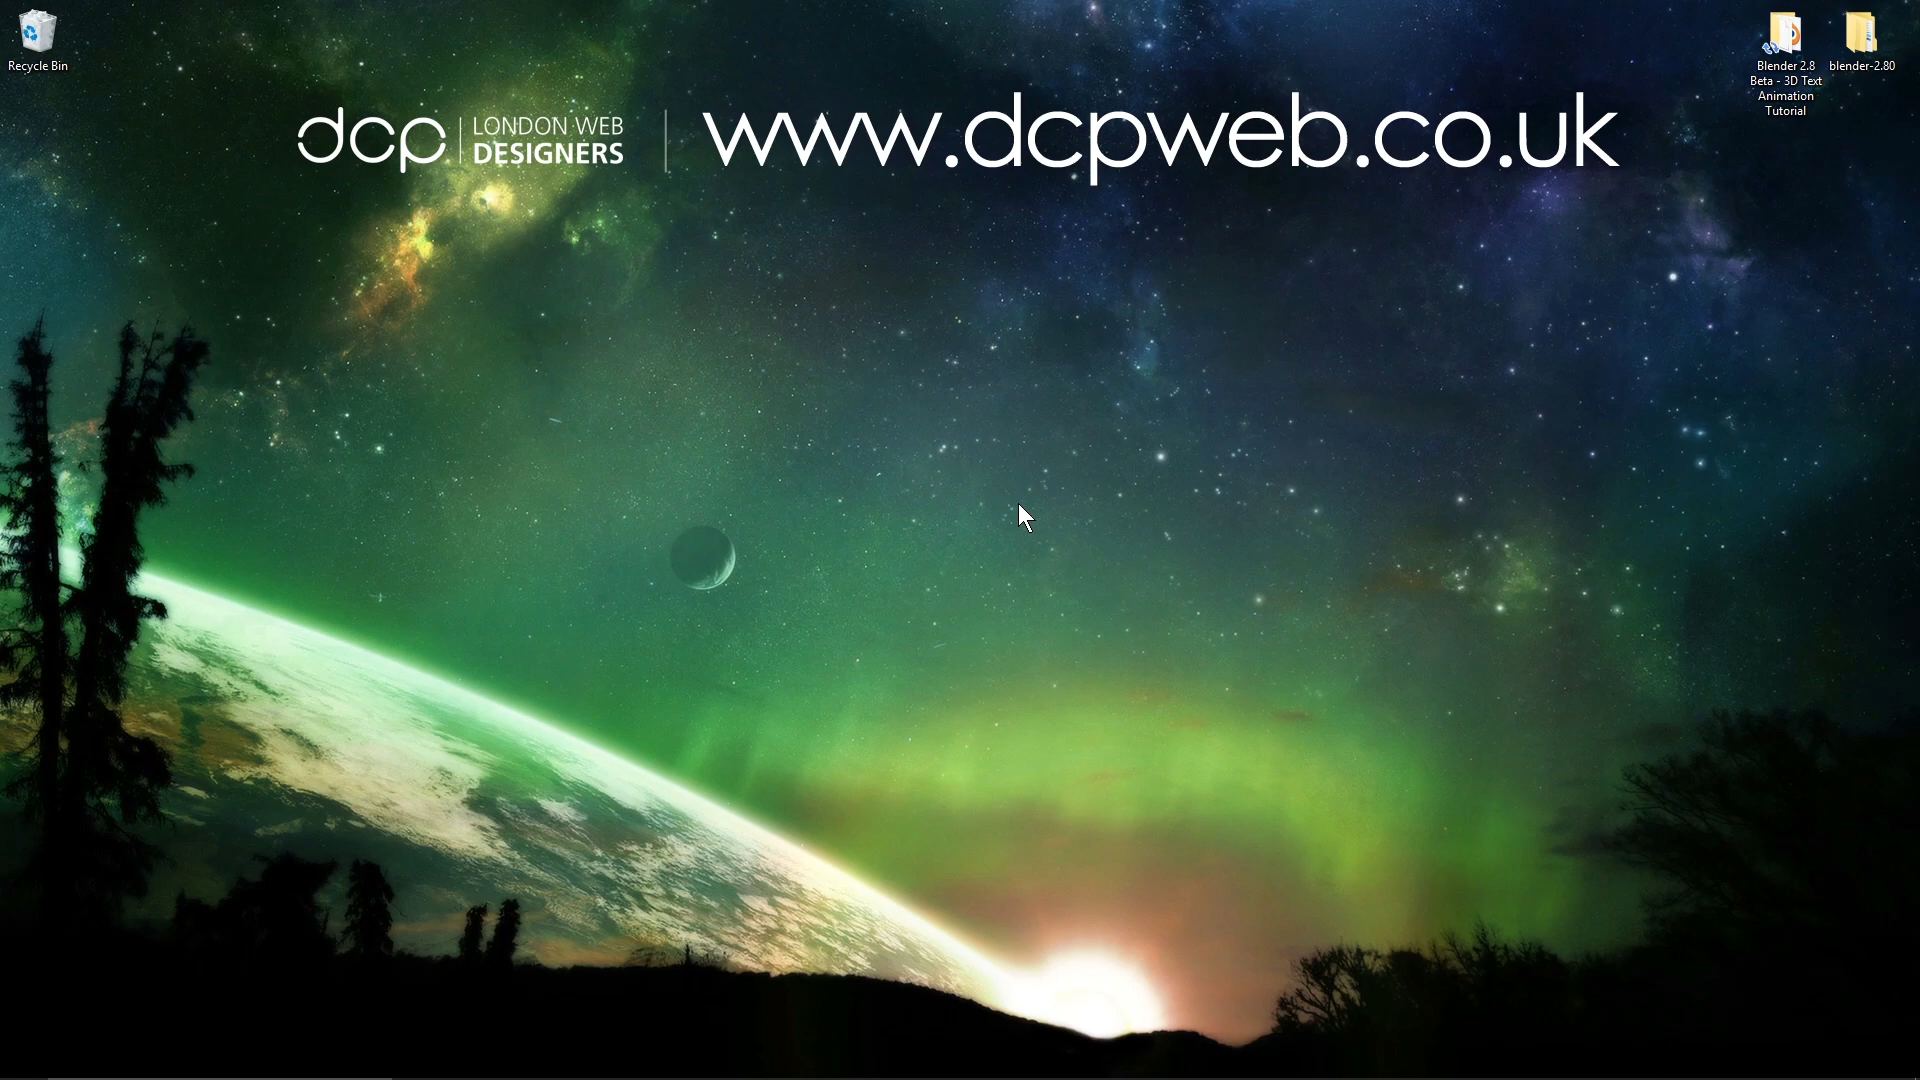 Recycle Bin
dcp
LONDON WEB
DESIGNERS
www.dcpweb.co.uk
Blender 2.8
Beta - 3D Text
Animation
Tutorial
blender-2.80